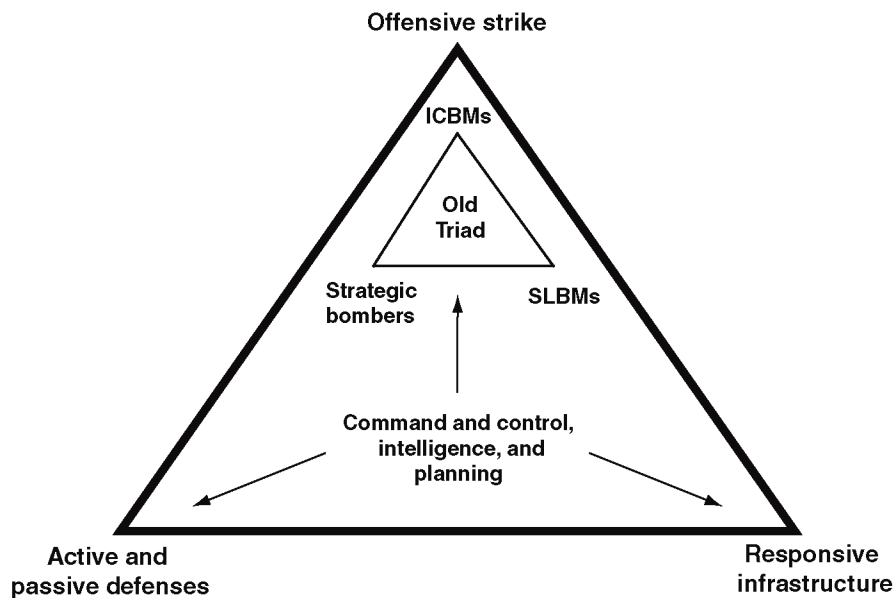 Offensive strike
ICBMs
Old
Triad
Strategic
bombers
SLBMs
Command and control,
intelligence, and
planning
Active and
passive defenses
Responsive
infrastructure